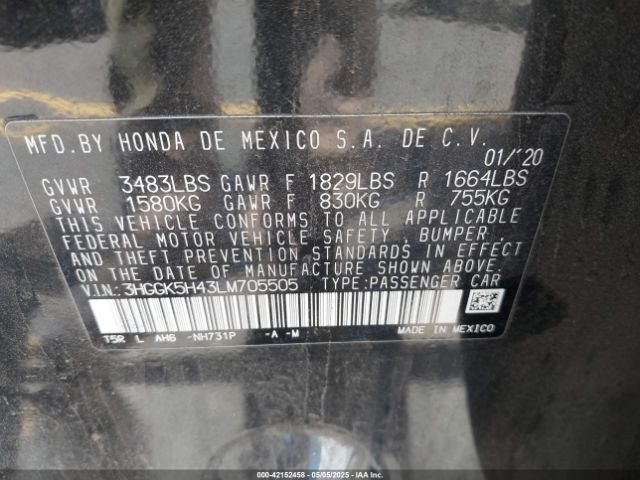 MFD.BY HONDA DE MEXICO S.A. DE C.V.
01/'20
GVWR 3483LBS GAWR F 1829LBS R 1664LBS
GVWR 1580KG GAWR F 830KG R 755KG
THIS VEHICLE CONFORMS TO ALL APPLICABLE
FEDERAL MOTOR VEHICLE SAFETY BUMPER
AND THEFT PREVENTION STANDARDS IN EFFECT
ON THE DATE OF MANUFACTURE SHOWN ABOVE.
V.I.N.: 3HGGK5H43LM705505 TYPE:PASSENGER CAR
T5R L AH6 -NH731P -A -M MADE IN MEXICO
000-42152458 - 05/05/2025 - IAA Inc.